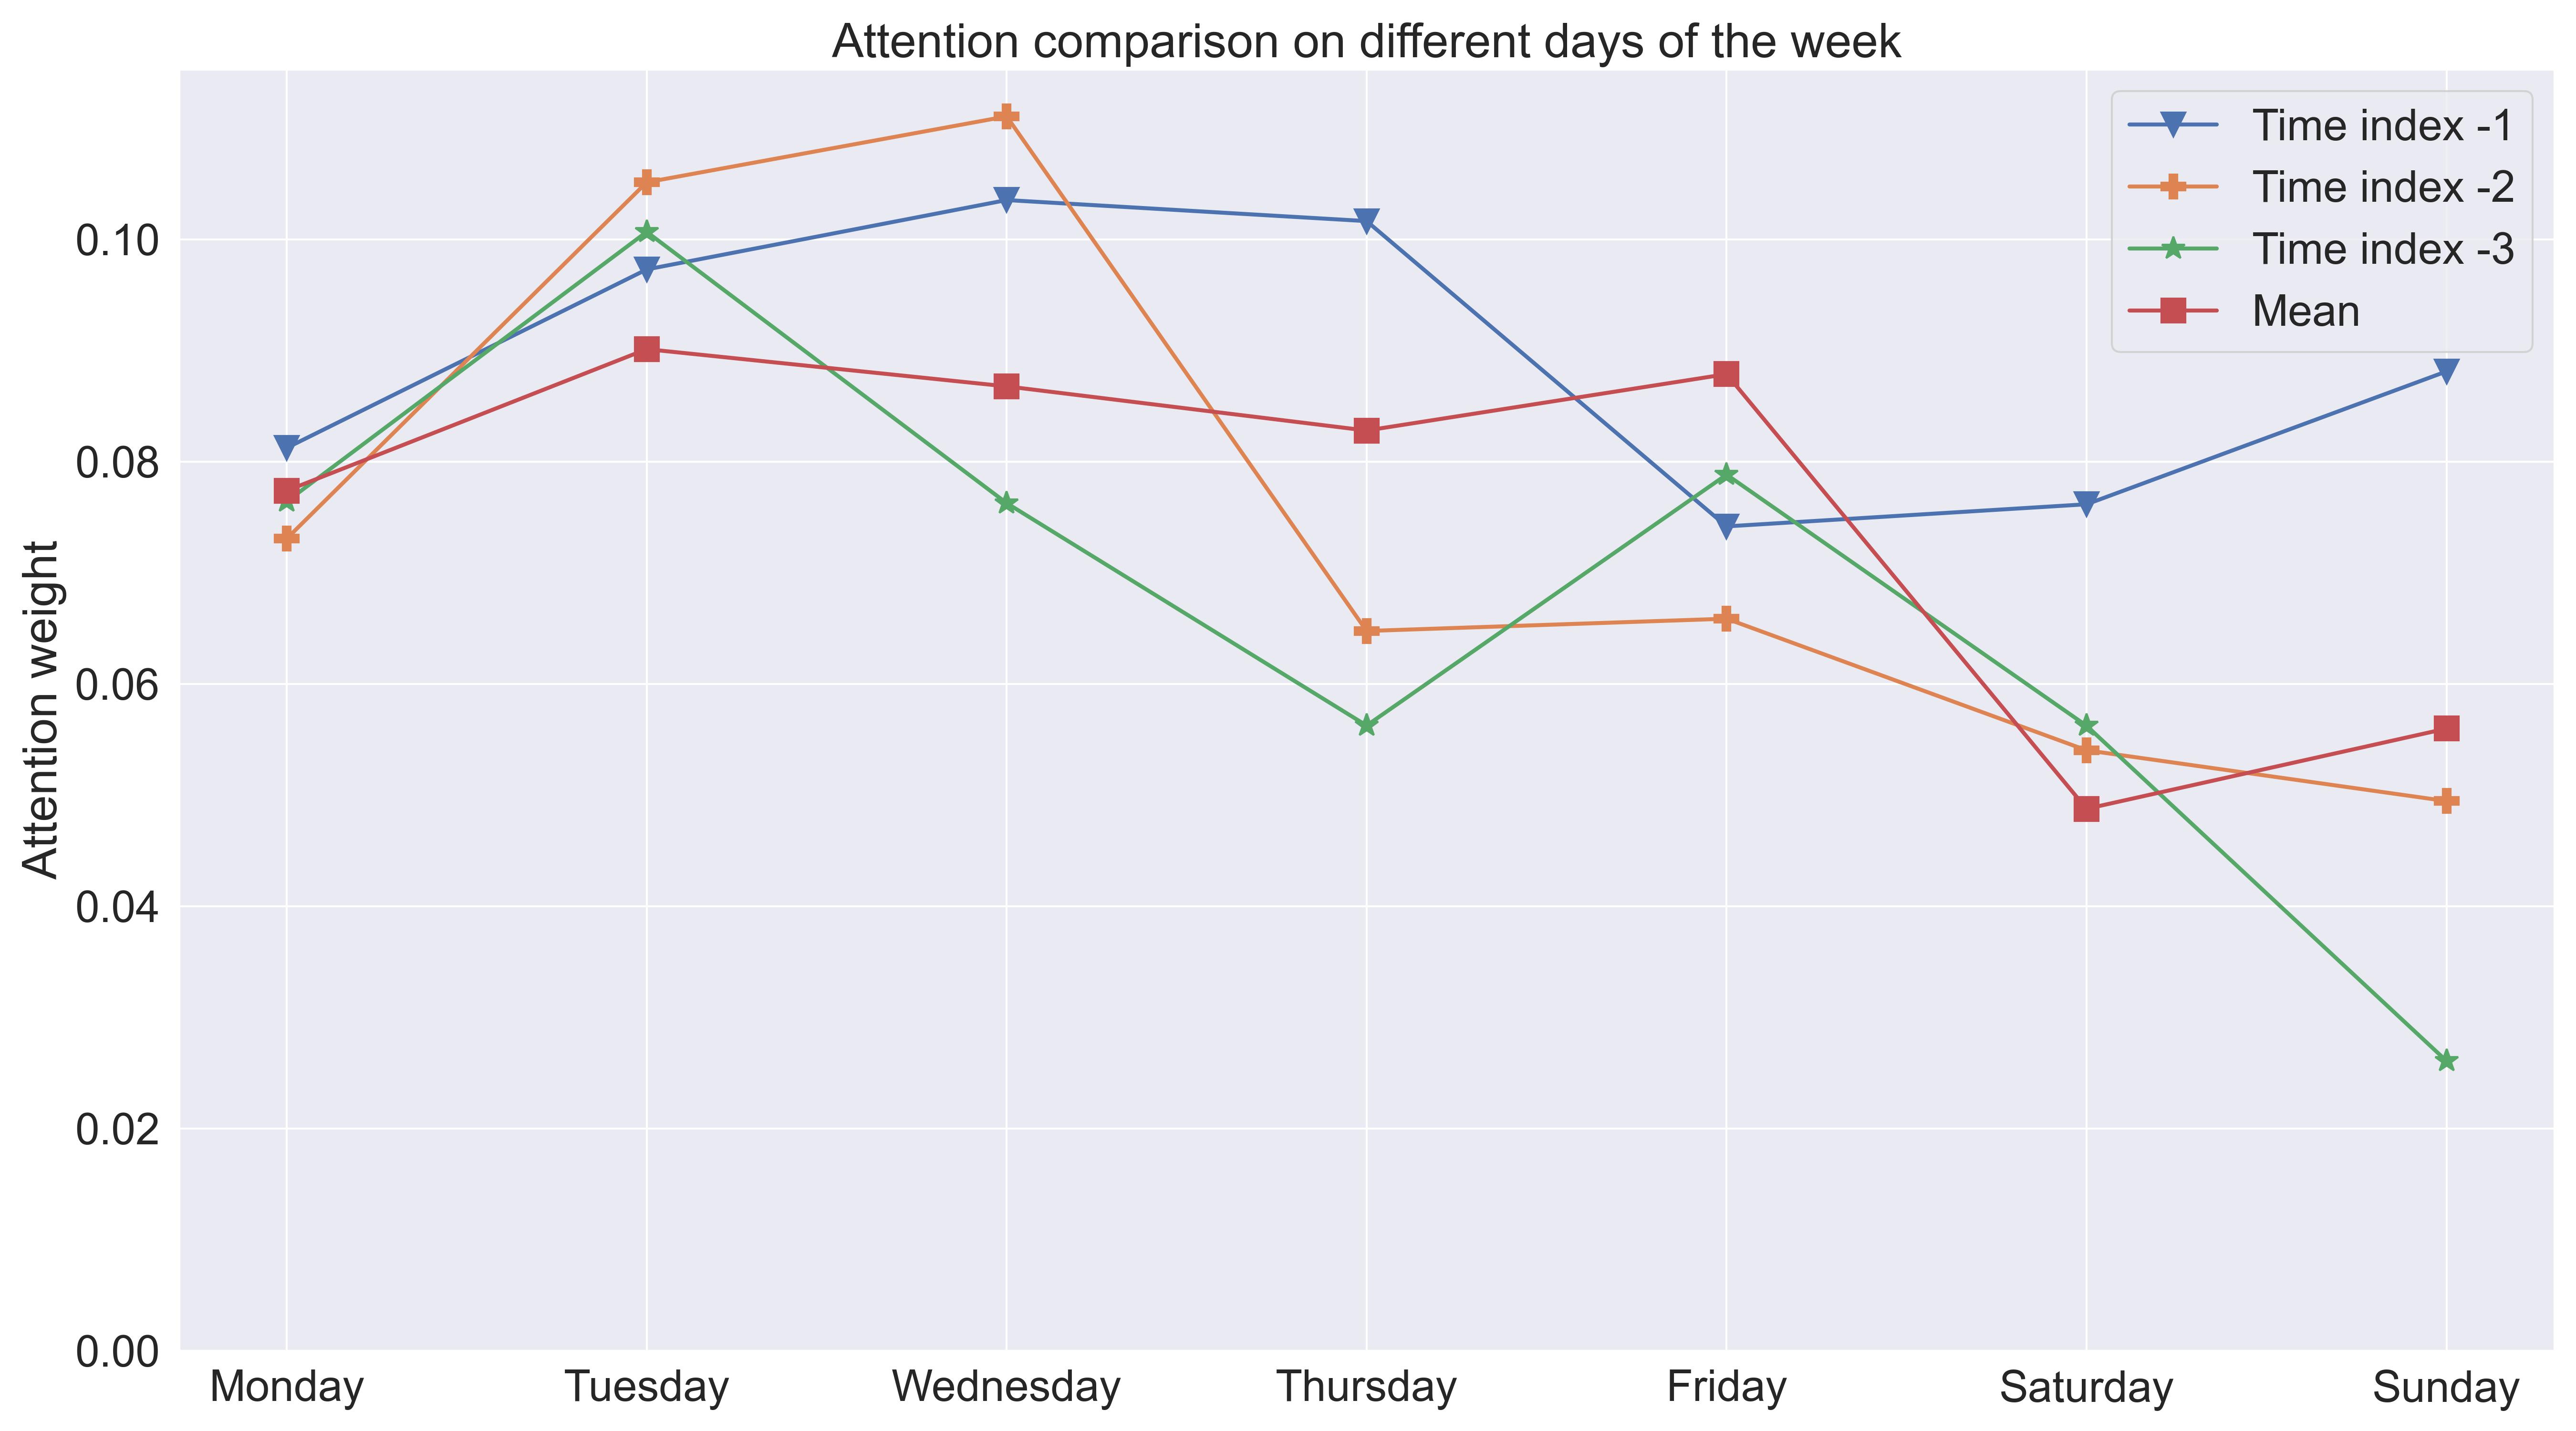 Attention comparison on different days of the week
Time index -1
Time index -2
Time index -3
Mean
Attention weight
0.10
0.08
0.06
0.04
0.02
0.00
Monday Tuesday Wednesday Thursday Friday Saturday Sunday